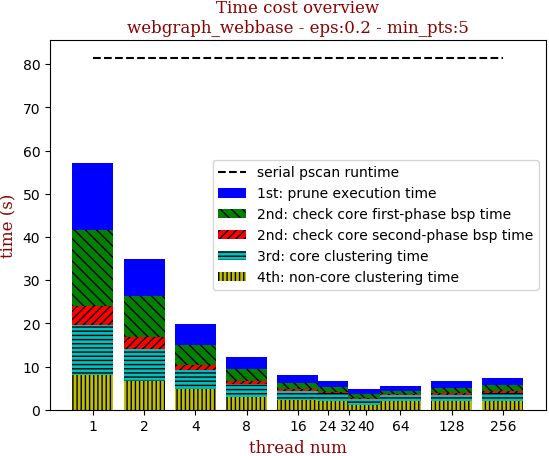 Time cost overview
webgraph_webbase - eps:0.2 - min_pts:5
time (s)
80
70
60
50
40
30
20
10
0
serial pscan runtime
1st: prune execution time
2nd: check core first-phase bsp time
2nd: check core second-phase bsp time
3rd: core clustering time
4th: non-core clustering time
1 2 4 8 16 24 32 40 64 128 256
thread num